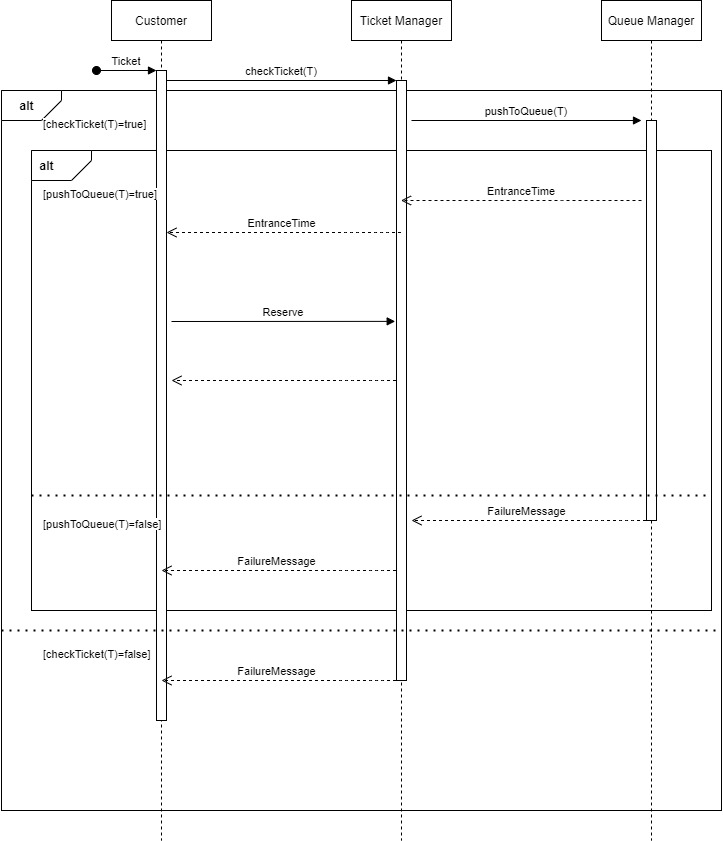 Customer
Ticket Manager
Queue Manager
Ticket
checkTicket(T)
alt
[checkTicket(T)=true]
pushToQueue(T)
alt
[pushToQueue(T)=true]
EntranceTime
EntranceTime
Reserve
[pushToQueue(T)=false]
FailureMessage
FailureMessage
[checkTicket(T)=false]
FailureMessage